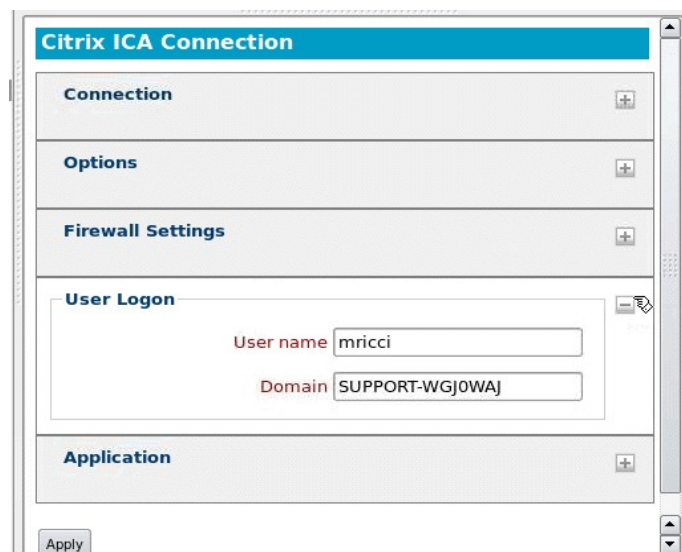 Citrix ICA Connection
Connection
Options
Firewall Settings
User Logon
User name mricci
Domain SUPPORT-WGJ0WAJ
Application
Apply